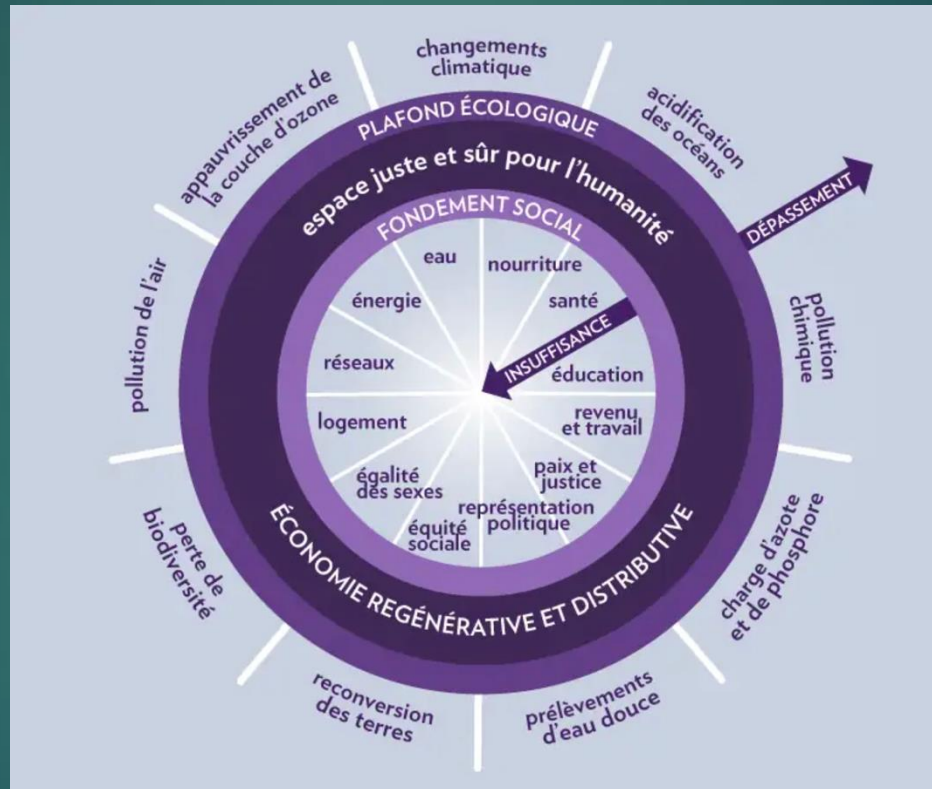 changements
climatique
acidification
des océans
DÉPASSEMENT
pollution
chimique
charge d'azote
et de phosphore
prélèvements
d'eau douce
reconversion
des terres
perte de
biodiversité
pollution de l'air
appauvrissement de
la couche d'ozone
PLAFOND ÉCOLOGIQUE
espace juste et sûr pour l'humanité
FONDEMENT SOCIAL
eau
nourriture
énergie
santé
INSUFFISANCE
réseaux
éducation
logement
revenu
et travail
égalité
des sexes
paix et
justice
représentation
politique
équité
sociale
ÉCONOMIE REGÉNÉRATIVE ET DISTRIBUTIVE